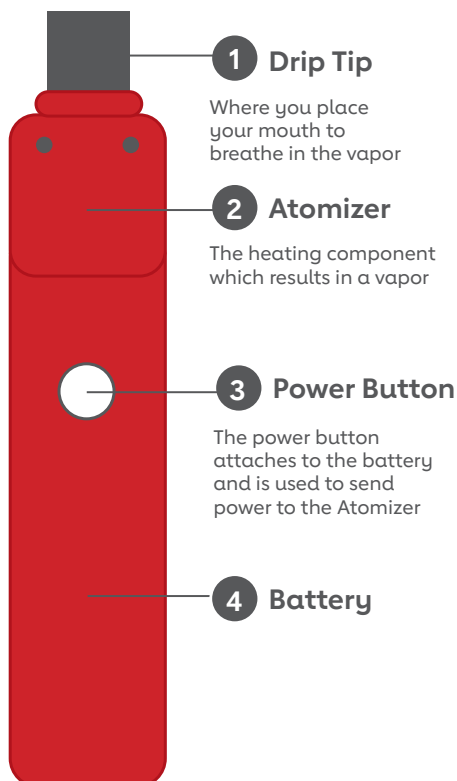 1 Drip Tip
Where you place
your mouth to
breathe in the vapor
2 Atomizer
The heating component
which results in a vapor
3 Power Button
The power button
attaches to the battery
and is used to send
power to the Atomizer
4 Battery